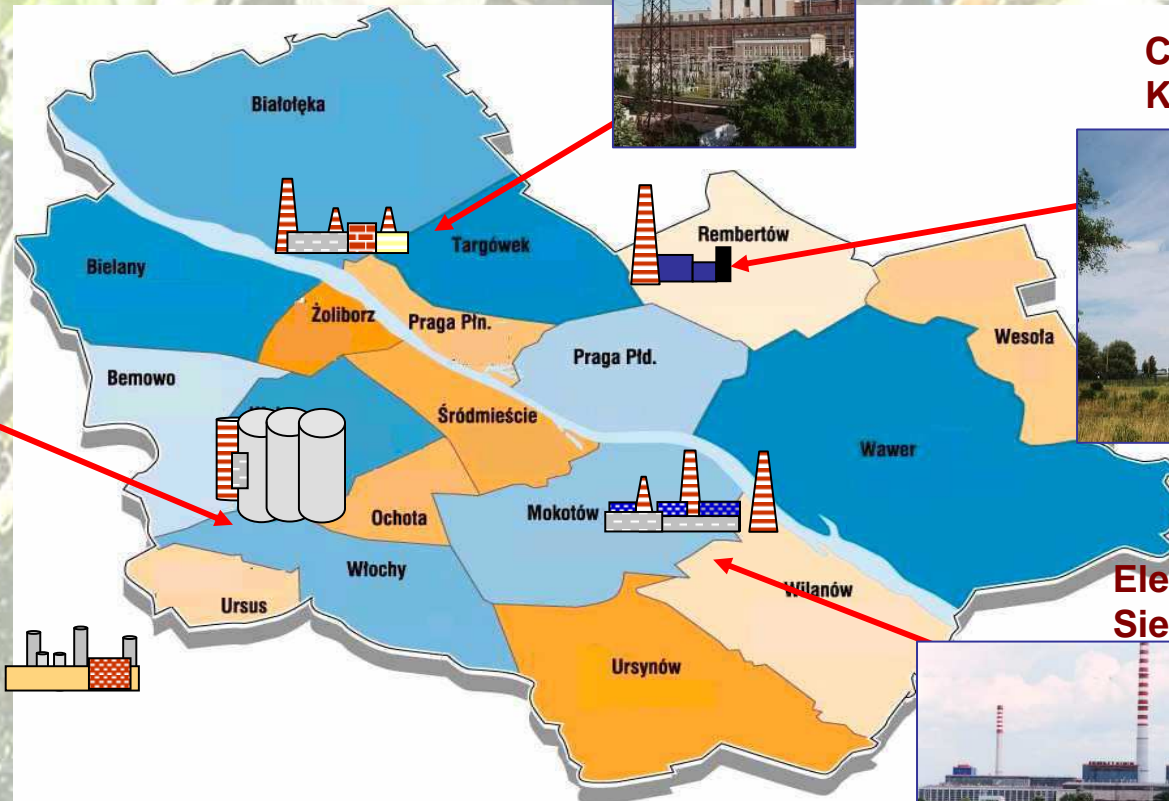 C
K
Białołęka
Targówek
Rembertów
Bielany
Żoliborz
Praga Płn.
Wesoła
Praga Płd.
Bemowo
Śródmieście
Wawer
Ochota
Mokotów
Włochy
Wilanów
Ursus
Ele
Sie
Ursynów